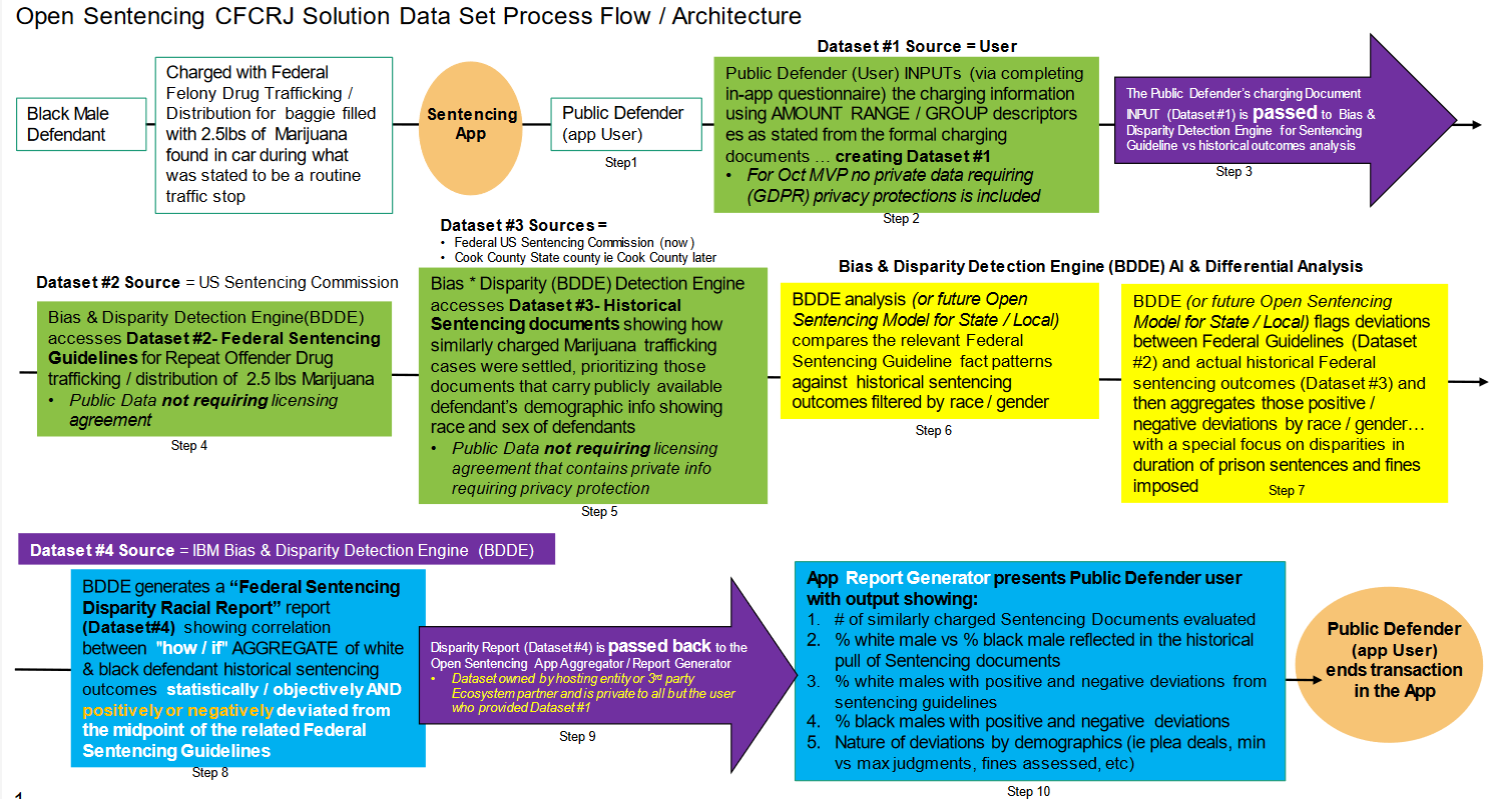 Open Sentencing CFCRJ Solution Data Set Process Flow / Architecture
Black Male
Defendant
Charged with Federal
Felony Drug Trafficking /
Distribution for baggie filled
with 2.5lbs of Marijuana
found in car during what
was stated to be a routine
traffic stop
Sentencing
App
Public Defender
(app User)
Step1
Dataset #1 Source = User
Public Defender (User) INPUTs (via completing
in-app questionnaire) the charging information
using AMOUNT RANGE / GROUP descriptors
es as stated from the formal charging
documents ... creating Dataset #1
• For Oct MVP no private data requiring
(GDPR) privacy protections is included
Step 2
The Public Defender's charging Document
INPUT (Dataset #1) is passed to Bias &
Disparity Detection Engine for Sentencing
Guideline vs historical outcomes analysis
Step 3
Dataset #2 Source = US Sentencing Commission
Bias & Disparity Detection Engine(BDDE)
accesses Dataset #2- Federal Sentencing
Guidelines for Repeat Offender Drug
trafficking / distribution of 2.5 lbs Marijuana
• Public Data not requiring licensing
agreement
Step 4
Dataset #3 Sources =
• Federal US Sentencing Commission (now)
• Cook County State county ie Cook County later
Bias * Disparity (BDDE) Detection Engine
accesses Dataset #3- Historical
Sentencing documents showing how
similarly charged Marijuana trafficking
cases were settled, prioritizing those
documents that carry publicly available
defendant's demographic info showing
race and sex of defendants
• Public Data not requiring licensing
agreement that contains private info
requiring privacy protection
Step 5
Bias & Disparity Detection Engine (BDDE) AI & Differential Analysis
BDDE analysis (or future Open
Sentencing Model for State / Local)
compares the relevant Federal
Sentencing Guideline fact patterns
against historical sentencing
outcomes filtered by race / gender
Step 6
BDDE (or future Open Sentencing
Model for State / Local) flags deviations
between Federal Guidelines (Dataset
#2) and actual historical Federal
sentencing outcomes (Dataset #3) and
then aggregates those positive /
negative deviations by race / gender...
with a special focus on disparities in
duration of prison sentences and fines
imposed
Step 7
Dataset #4 Source = IBM Bias & Disparity Detection Engine (BDDE)
BDDE generates a “Federal Sentencing
Disparity Racial Report” report
(Dataset#4) showing correlation
between "how / if" AGGREGATE of white
& black defendant historical sentencing
outcomes statistically / objectively AND
positively or negatively deviated from
the midpoint of the related Federal
Sentencing Guidelines
Step 8
Disparity Report (Dataset #4) is passed back to the
Open Sentencing App Aggregator / Report Generator
• Dataset owned by hosting entity or 3rd party
Ecosystem partner and is private to all but the user
who provided Dataset #1
Step 9
App Report Generator presents Public Defender user
with output showing:
1. # of similarly charged Sentencing Documents evaluated
2. % white male vs % black male reflected in the historical
pull of Sentencing documents
3. % white males with positive and negative deviations from
sentencing guidelines
4. % black males with positive and negative deviations
5. Nature of deviations by demographics (ie plea deals, min
vs max judgments, fines assessed, etc)
Step 10
Public Defender
(app User)
ends transaction
in the App
1